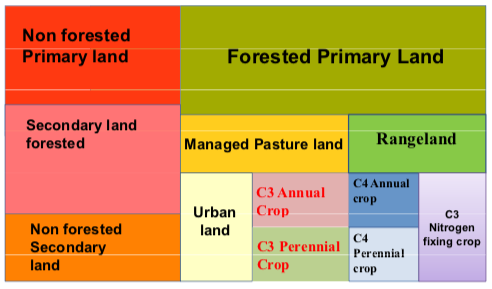 Non forested
Primary land
Forested Primary Land
Secondary land
forested
Managed Pasture land
Rangeland
Non forested
Secondary
land
Urban
land
C3 Annual
Crop
C3 Perennial
Crop
C4 Annual
crop
C4
Perennial
crop
C3
Nitrogen
fixing crop